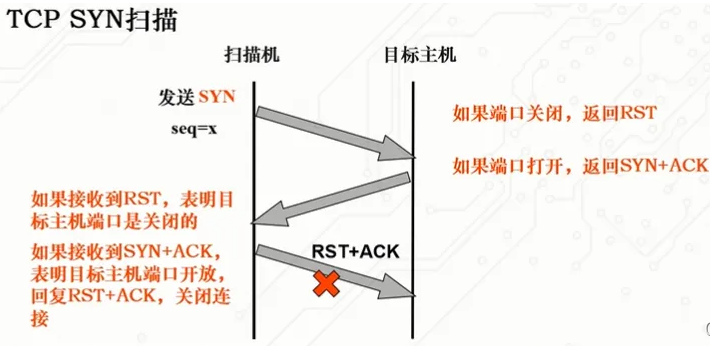 TCP SYN扫描
扫描机
目标主机
发送 SYN
seq=x
如果端口关闭，返回RST
如果端口打开，返回SYN+ACK
如果接收到RST，表明目
标主机端口是关闭的
如果接收到SYN+ACK，
表明目标主机端口开放，
回复RST+ACK，关闭连
接
RST+ACK